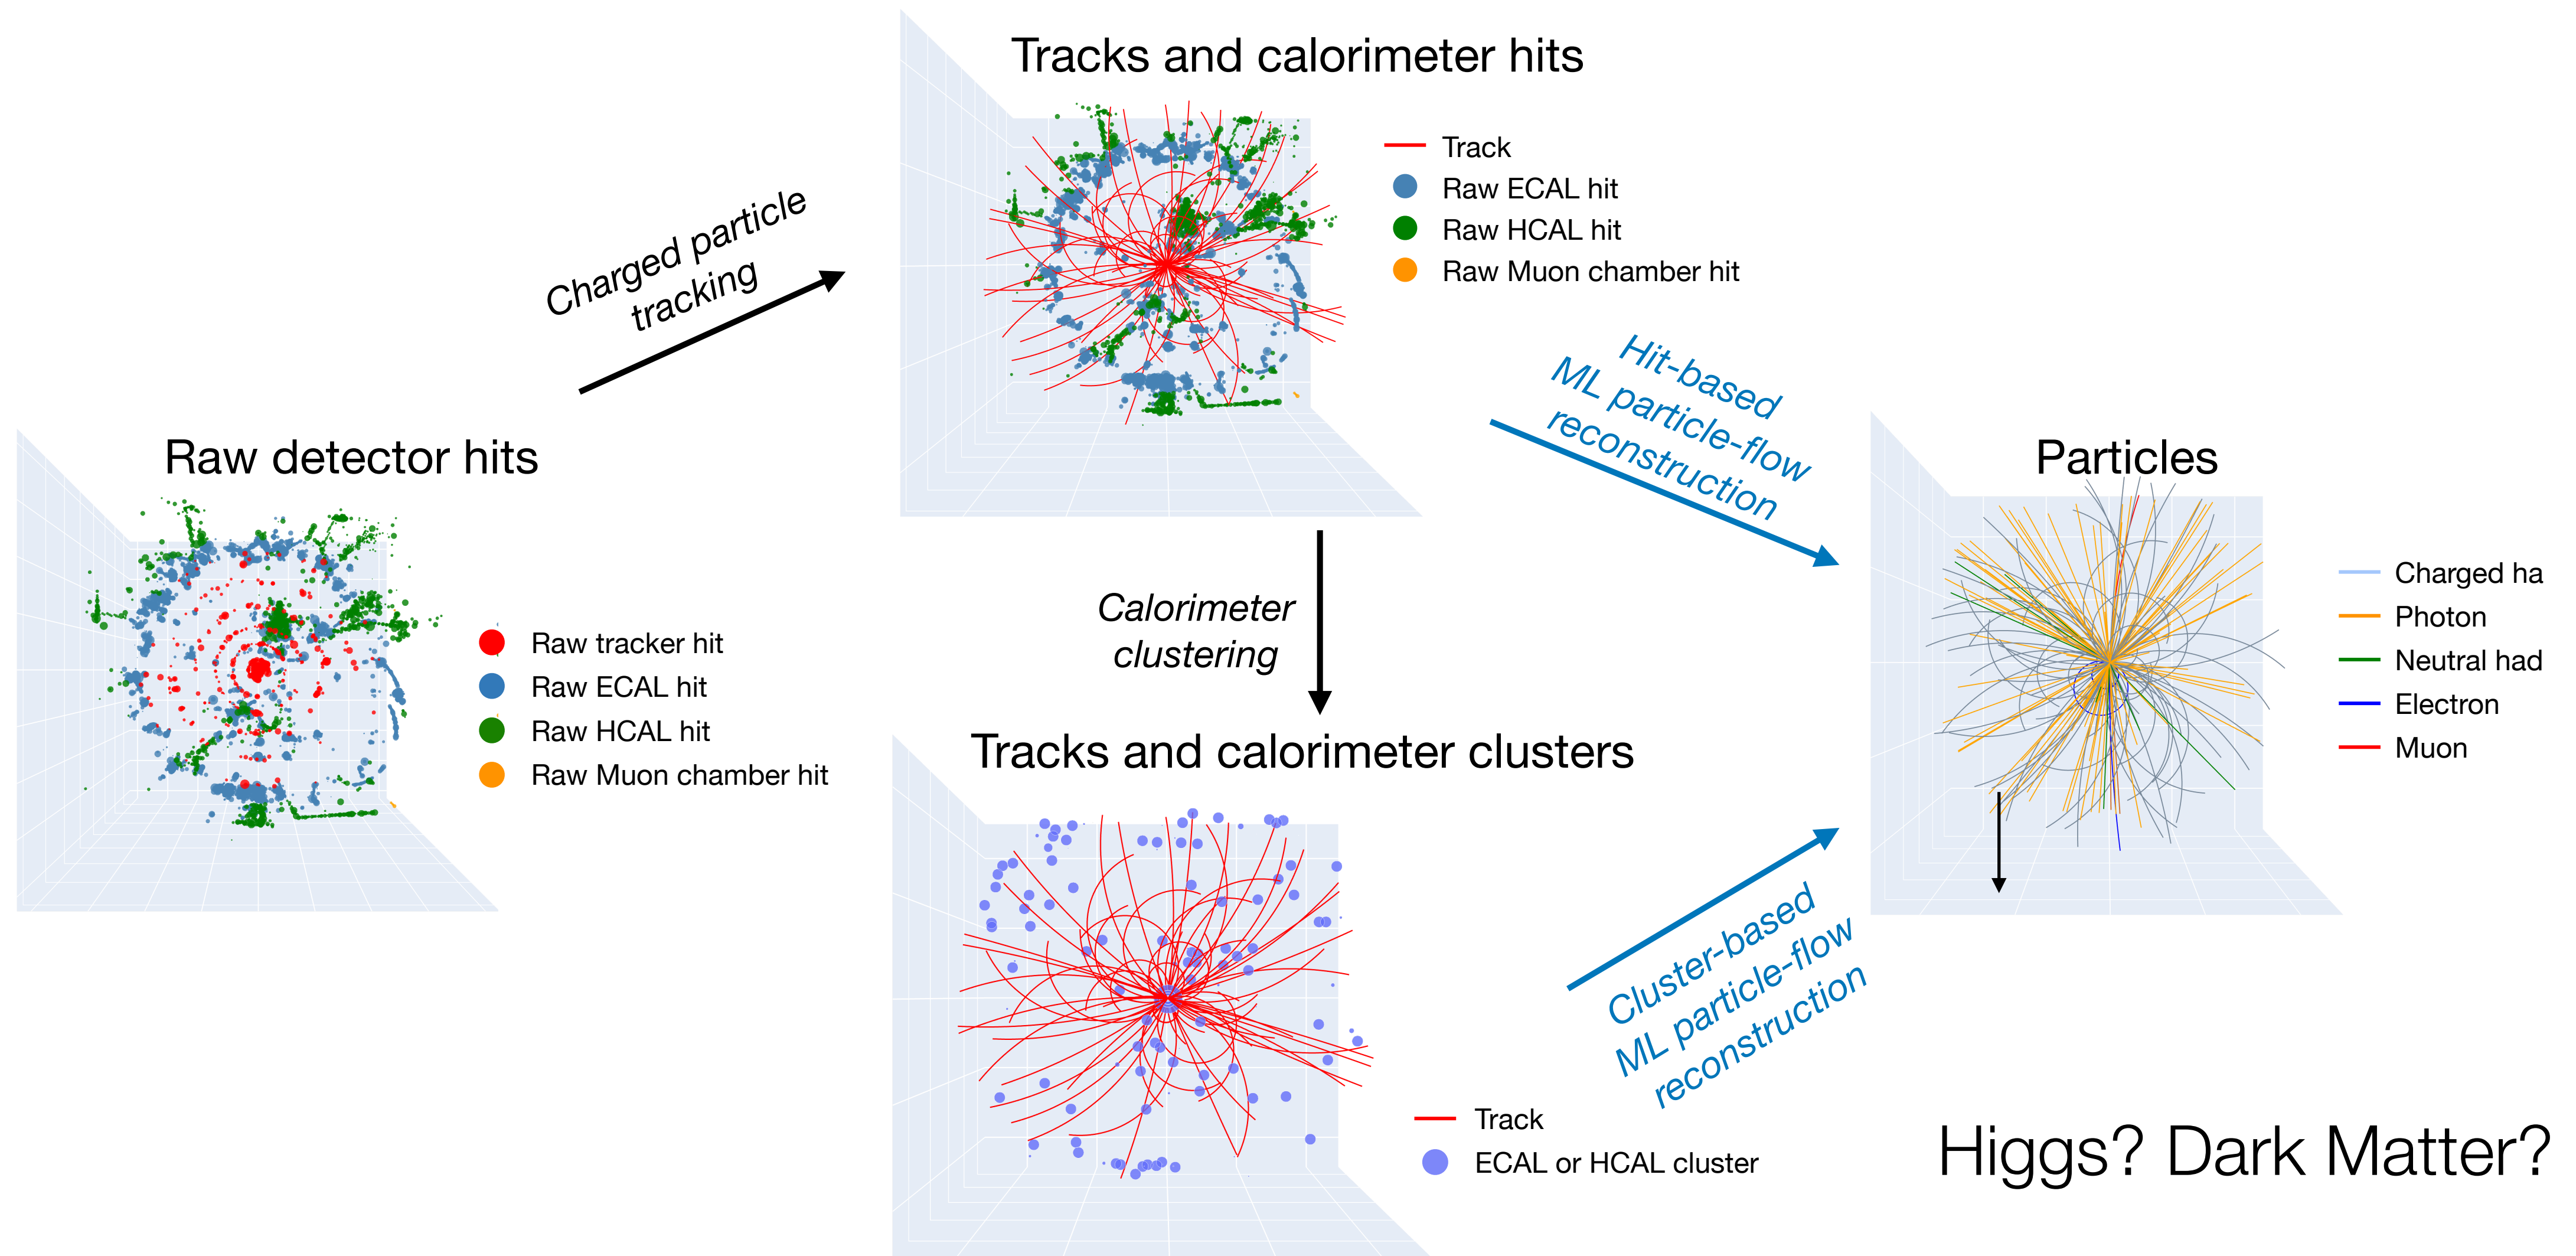 Tracks and calorimeter hits
Track
Raw ECAL hit
Raw HCAL hit
Raw Muon chamber hit
Charged particle
tracking
Hit-based
ML particle-flow
reconstruction
Raw detector hits
Raw tracker hit
Raw ECAL hit
Raw HCAL hit
Raw Muon chamber hit
Calorimeter
clustering
Particles
Charged ha
Photon
Neutral had
Electron
Muon
Tracks and calorimeter clusters
Track
ECAL or HCAL cluster
Cluster-based
ML particle-flow
reconstruction
Higgs? Dark Matter?